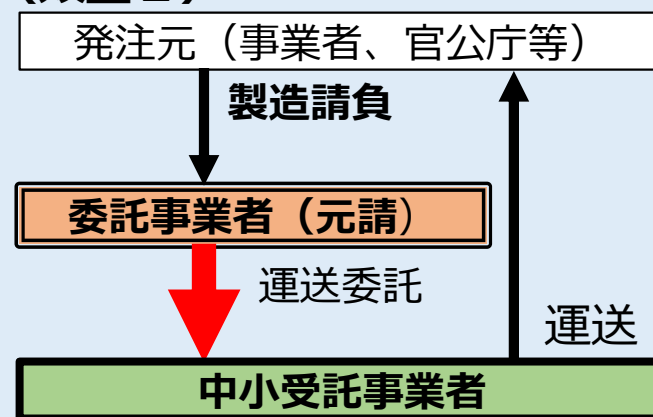 発注元（事業者、官公庁等）
製造請負
委託事業者（元請）
運送委託
運送
中小受託事業者